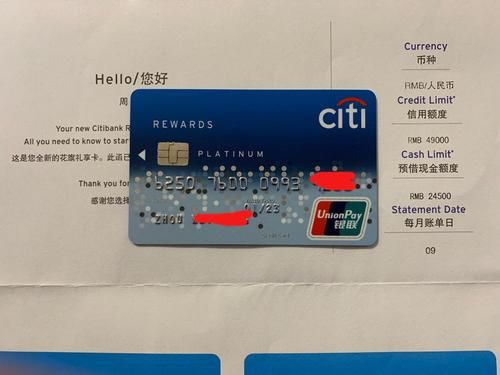 Hello/您好
周
Your new Citibank R
All you need to know to star
这是您全新的花旗礼享卡。此函
Thank you for
感谢您选择
citi
REWARDS
PLATINUM
6250 7600 0993
/23
ZHOU
UnionPay
银联
Currency
币种
RMB/人民币
Credit Limit*
信用额度
RMB 49000
Cash Limit*
预借现金额度
RMB 24500
Statement Date
每月账单日
09